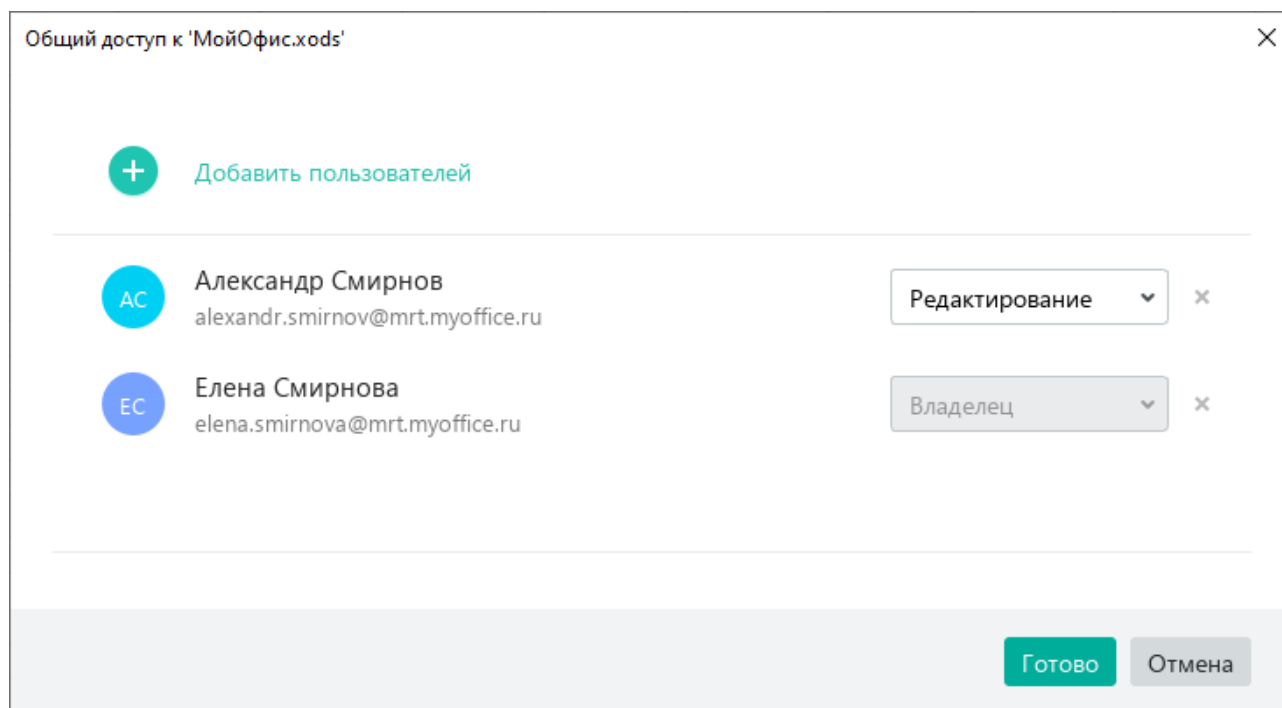 Общий доступ к 'МойОфис.xods'
Добавить пользователей
АС
Александр Смирнов
alexandr.smirnov@mrt.myoffice.ru
Редактирование
ЕС
Елена Смирнова
elena.smirnova@mrt.myoffice.ru
Владелец
Готово
Отмена